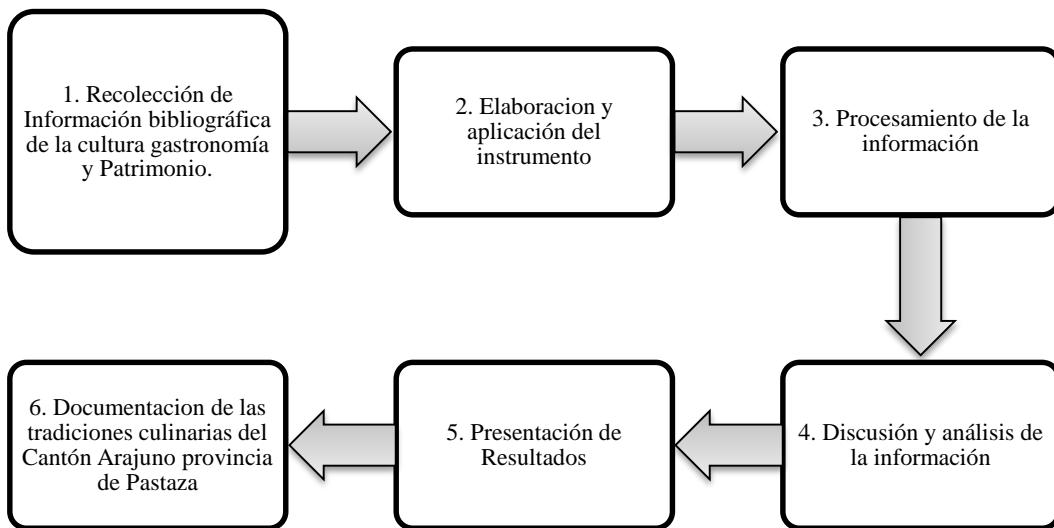 1. Recolección de
Información bibliográfica
de la cultura gastronomía
y Patrimonio.
2. Elaboracion y
aplicación del
instrumento
3. Procesamiento de la
información
4. Discusión y análisis de
la información
5. Presentación de
Resultados
6. Documentacion de las
tradiciones culinarias del
Cantón Arajuno provincia
de Pastaza